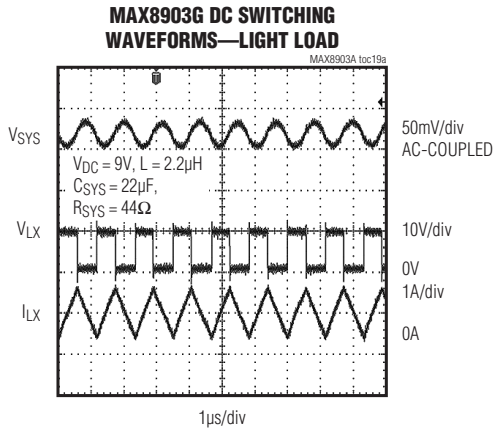 MAX8903G DC SWITCHING
WAVEFORMS—LIGHT LOAD
MAX8903A toc19a
VSYS
50mV/div
AC-COUPLED
VDC = 9V, L = 2.2µH
CSYS = 22µF,
RSYS = 44Ω
VLX
10V/div
0V
1A/div
ILX
0A
1µs/div